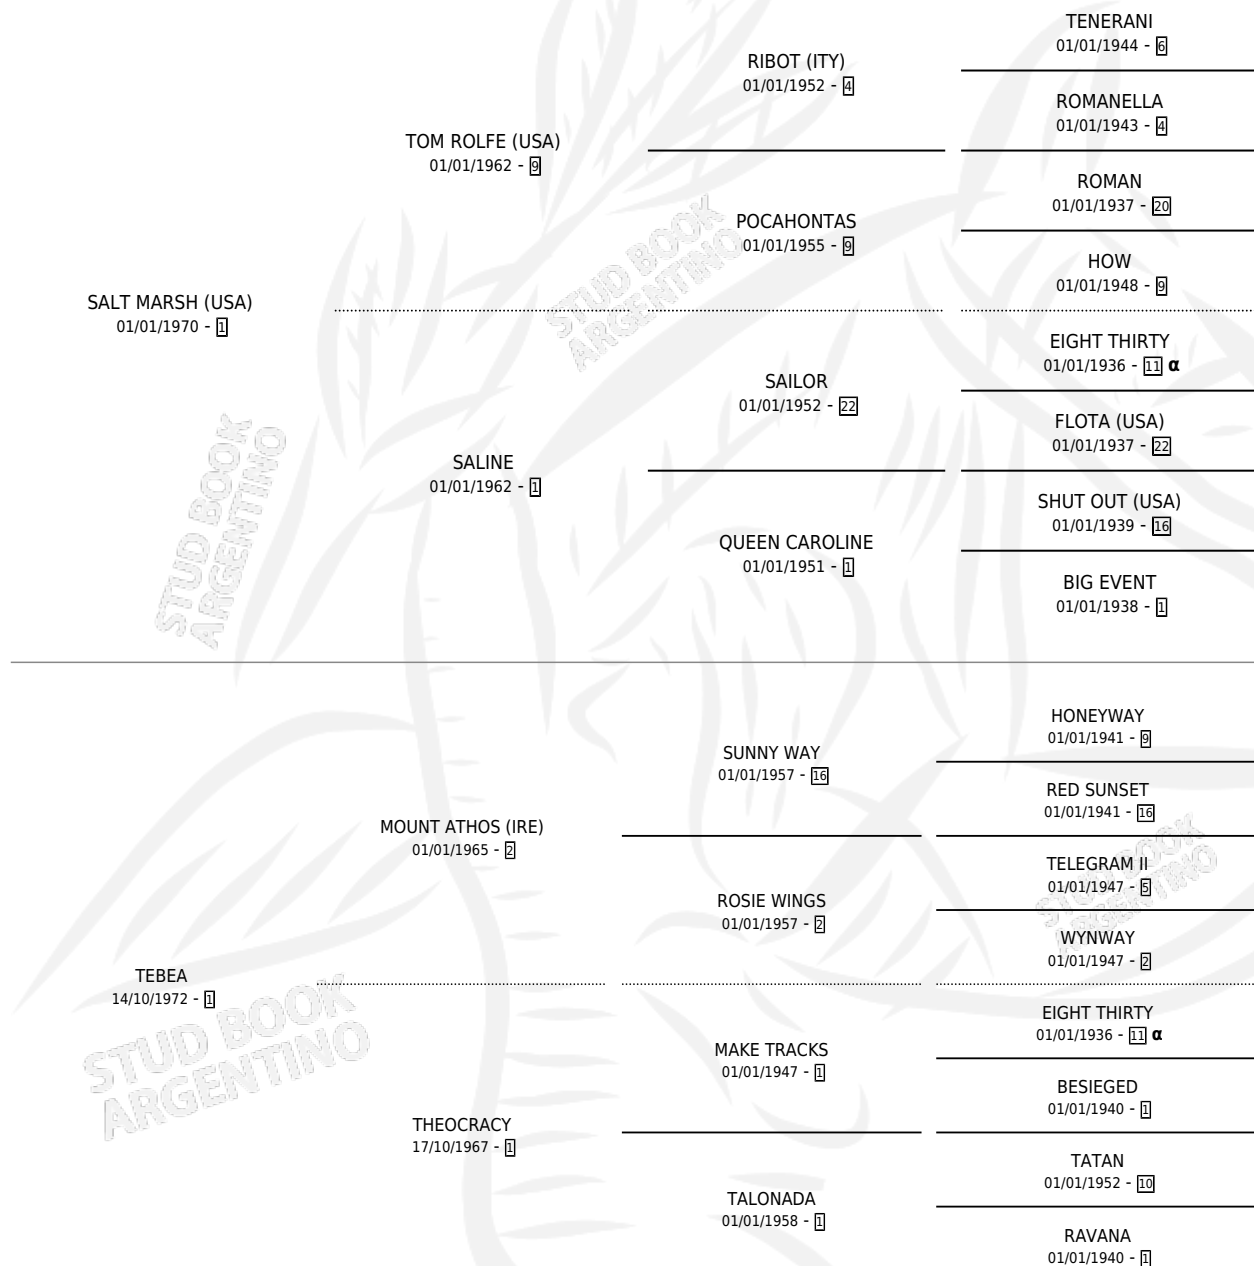 TENERANI
01/01/1944 - 6
RIBOT (ITY)
01/01/1952 - 4
ROMANELLA
01/01/1943 - 4
TOM ROLFE (USA)
01/01/1962 - 9
ROMAN
01/01/1937 - 20
POCAHONTAS
01/01/1955 - 9
HOW
01/01/1948 - 9
SALT MARSH (USA)
01/01/1970 - 1
EIGHT THIRTY
01/01/1936 - 11 α
SAILOR
01/01/1952 - 22
FLOTA (USA)
01/01/1937 - 22
SALINE
01/01/1962 - 1
SHUT OUT (USA)
01/01/1939 - 16
QUEEN CAROLINE
01/01/1951 - 1
BIG EVENT
01/01/1938 - 1
STUD BOOK
ARGENTINO
STUD BOOK
ARGENTINO
HONEYWAY
01/01/1941 - 9
SUNNY WAY
01/01/1957 - 16
RED SUNSET
01/01/1941 - 16
MOUNT ATHOS (IRE)
01/01/1965 - 2
TELEGRAM II
01/01/1947 - 5
ROSIE WINGS
01/01/1957 - 2
WYNWAY
01/01/1947 - 2
TEBEA
14/10/1972 - 1
EIGHT THIRTY
01/01/1936 - 11 α
MAKE TRACKS
01/01/1947 - 1
BESIEGED
01/01/1940 - 1
THEOCRACY
17/10/1967 - 1
TATAN
01/01/1952 - 10
TALONADA
01/01/1958 - 1
RAVANA
01/01/1940 - 1
STUD BOOK
ARGENTINO
STUD BOOK
ARGENTINO